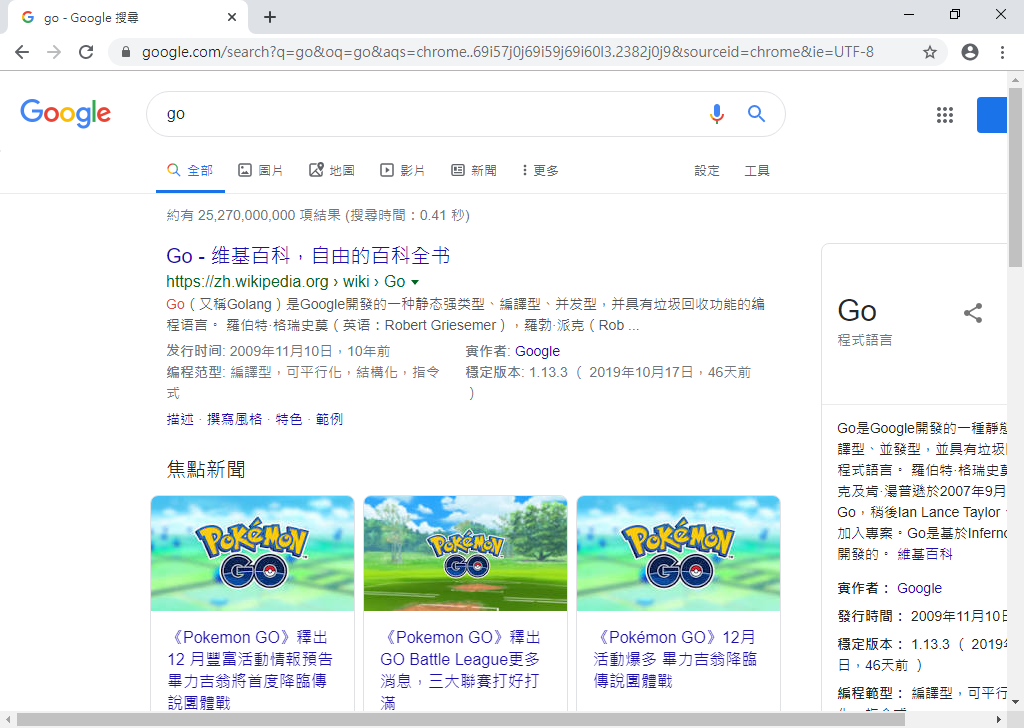 go - Google 搜尋
google.com/search?q=go&oq=go&aqs=chrome..69i57j0j69i59j69i60l3.2382j0j9&sourceid=chrome&ie=UTF-8
Google
go
全部
圖片
地圖
影片
新聞
更多
設定
工具
約有 25,270,000,000 項結果 (搜尋時間：0.41 秒)
Go - 维基百科，自由的百科全书
https://zh.wikipedia.org › wiki › Go
Go（又稱Golang）是Google開發的一种静态强类型、編譯型、并发型，并具有垃圾回收功能的编
程语言。 羅伯特·格瑞史莫（英语：Robert Griesemer），羅勃·派克（Rob ...
发行时间: 2009年11月10日，10年前
實作者: Google
编程范型: 编譯型，可平行化，結構化，指令
式
穩定版本: 1.13.3 （ 2019年10月17日，46天前
）
描述 · 撰寫風格 · 特色 · 範例
焦點新聞
POKÉMON
GO
POKÉMON
GO
POKÉMON
GO
《Pokemon GO》釋出
12 月豐富活動情報預告
畢力吉翁將首度降臨傳
說團體戰
《Pokemon GO》釋出
GO Battle League更多
消息，三大聯賽打好打
滿
《Pokémon GO》12月
活動爆多 畢力吉翁降臨
傳說團體戰
Go
程式語言
Go是Google開發的一種靜態
譯型、並發型，並具有垃圾
程式語言。 羅伯特·格瑞史莫
克及肯·湯普遜於2007年9月
Go，稍後Ian Lance Taylor、
加入專案。Go是基於Inferno
開發的。 维基百科
實作者： Google
發行時間： 2009年11月10日
穩定版本： 1.13.3 （ 2019年
日，46天前 ）
編程範型： 编譯型，可平行